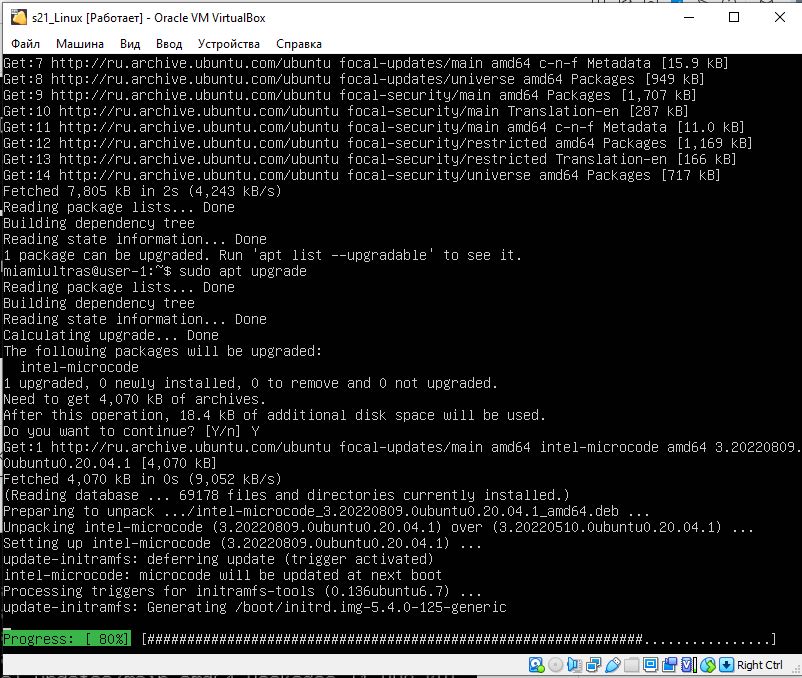 s21_Linux [Работает] - Oracle VM VirtualBox
Файл Машина Вид Ввод Устройства Справка
Get:7 http://ru.archive.ubuntu.com/ubuntu focal-updates/main amd64 c-n-f Metadata [15.9 kB]
Get:8 http://ru.archive.ubuntu.com/ubuntu focal-updates/universe amd64 Packages [949 kB]
Get:9 http://ru.archive.ubuntu.com/ubuntu focal-security/main amd64 Packages [1,707 kB]
Get:10 http://ru.archive.ubuntu.com/ubuntu focal-security/main Translation-en [287 kB]
Get:11 http://ru.archive.ubuntu.com/ubuntu focal-security/main amd64 c-n-f Metadata [11.0 kB]
Get:12 http://ru.archive.ubuntu.com/ubuntu focal-security/restricted amd64 Packages [1,169 kB]
Get:13 http://ru.archive.ubuntu.com/ubuntu focal-security/restricted Translation-en [166 kB]
Get:14 http://ru.archive.ubuntu.com/ubuntu focal-security/universe amd64 Packages [717 kB]
Fetched 7,805 kB in 2s (4,243 kB/s)
Reading package lists... Done
Building dependency tree
Reading state information... Done
1 package can be upgraded. Run 'apt list --upgradable' to see it.
miamiultras@user-1:~$ sudo apt upgrade
Reading package lists... Done
Building dependency tree
Reading state information... Done
Calculating upgrade... Done
The following packages will be upgraded:
intel-microcode
1 upgraded, 0 newly installed, 0 to remove and 0 not upgraded.
Need to get 4,070 kB of archives.
After this operation, 18.4 kB of additional disk space will be used.
Do you want to continue? [Y/n] Y
Get:1 http://ru.archive.ubuntu.com/ubuntu focal-updates/main amd64 intel-microcode amd64 3.20220809.
0ubuntu0.20.04.1 [4,070 kB]
Fetched 4,070 kB in 0s (9,052 kB/s)
(Reading database ... 69178 files and directories currently installed.)
Preparing to unpack .../intel-microcode_3.20220809.0ubuntu0.20.04.1_amd64.deb ...
Unpacking intel-microcode (3.20220809.0ubuntu0.20.04.1) over (3.20220510.0ubuntu0.20.04.1) ...
Setting up intel-microcode (3.20220809.0ubuntu0.20.04.1) ...
update-initramfs: deferring update (trigger activated)
intel-microcode: microcode will be updated at next boot
Processing triggers for initramfs-tools (0.136ubuntu6.7) ...
update-initramfs: Generating /boot/initrd.img-5.4.0-125-generic
Progress: [ 80%] [##############################################################................]
Right Ctrl